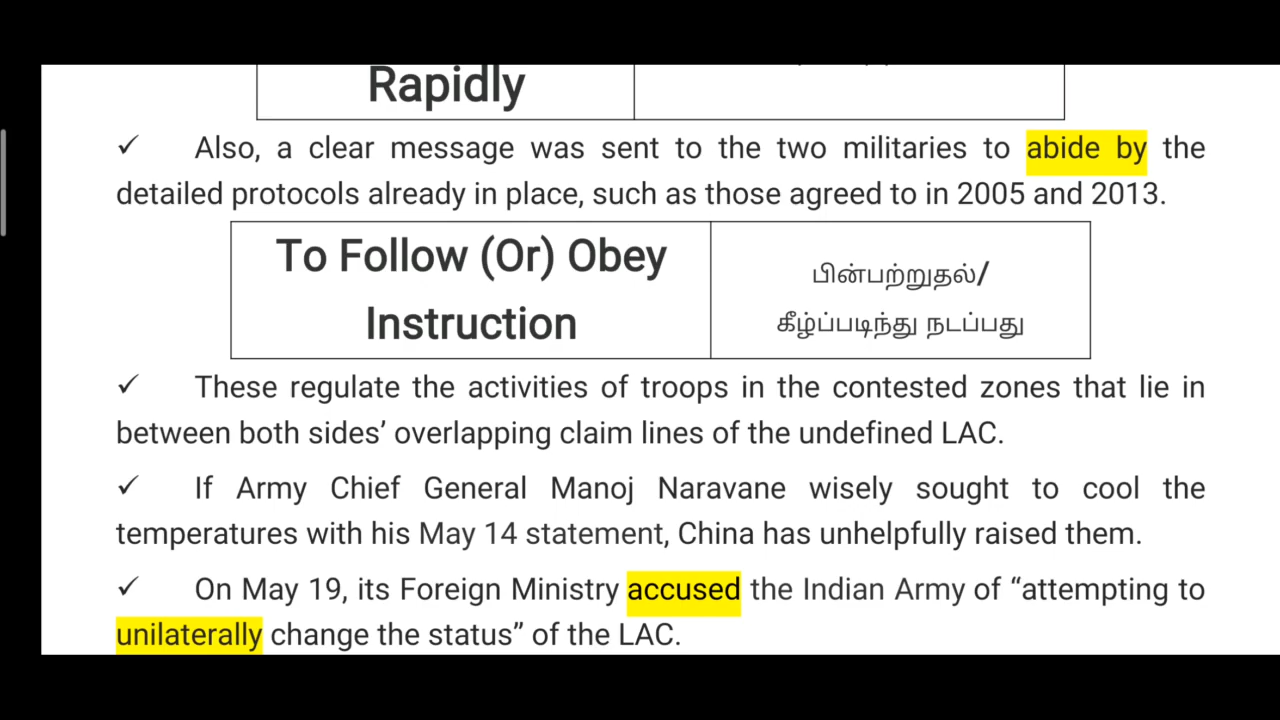 Rapidly
✓ Also, a clear message was sent to the two militaries to abide by the
detailed protocols already in place, such as those agreed to in 2005 and 2013.
To Follow (Or) Obey
Instruction
பின்பற்றுதல்/
கீழ்ப்படிந்து நடப்பது
✓ These regulate the activities of troops in the contested zones that lie in
between both sides’ overlapping claim lines of the undefined LAC.
✓ If Army Chief General Manoj Naravane wisely sought to cool the
temperatures with his May 14 statement, China has unhelpfully raised them.
✓ On May 19, its Foreign Ministry accused the Indian Army of “attempting to
unilaterally change the status” of the LAC.